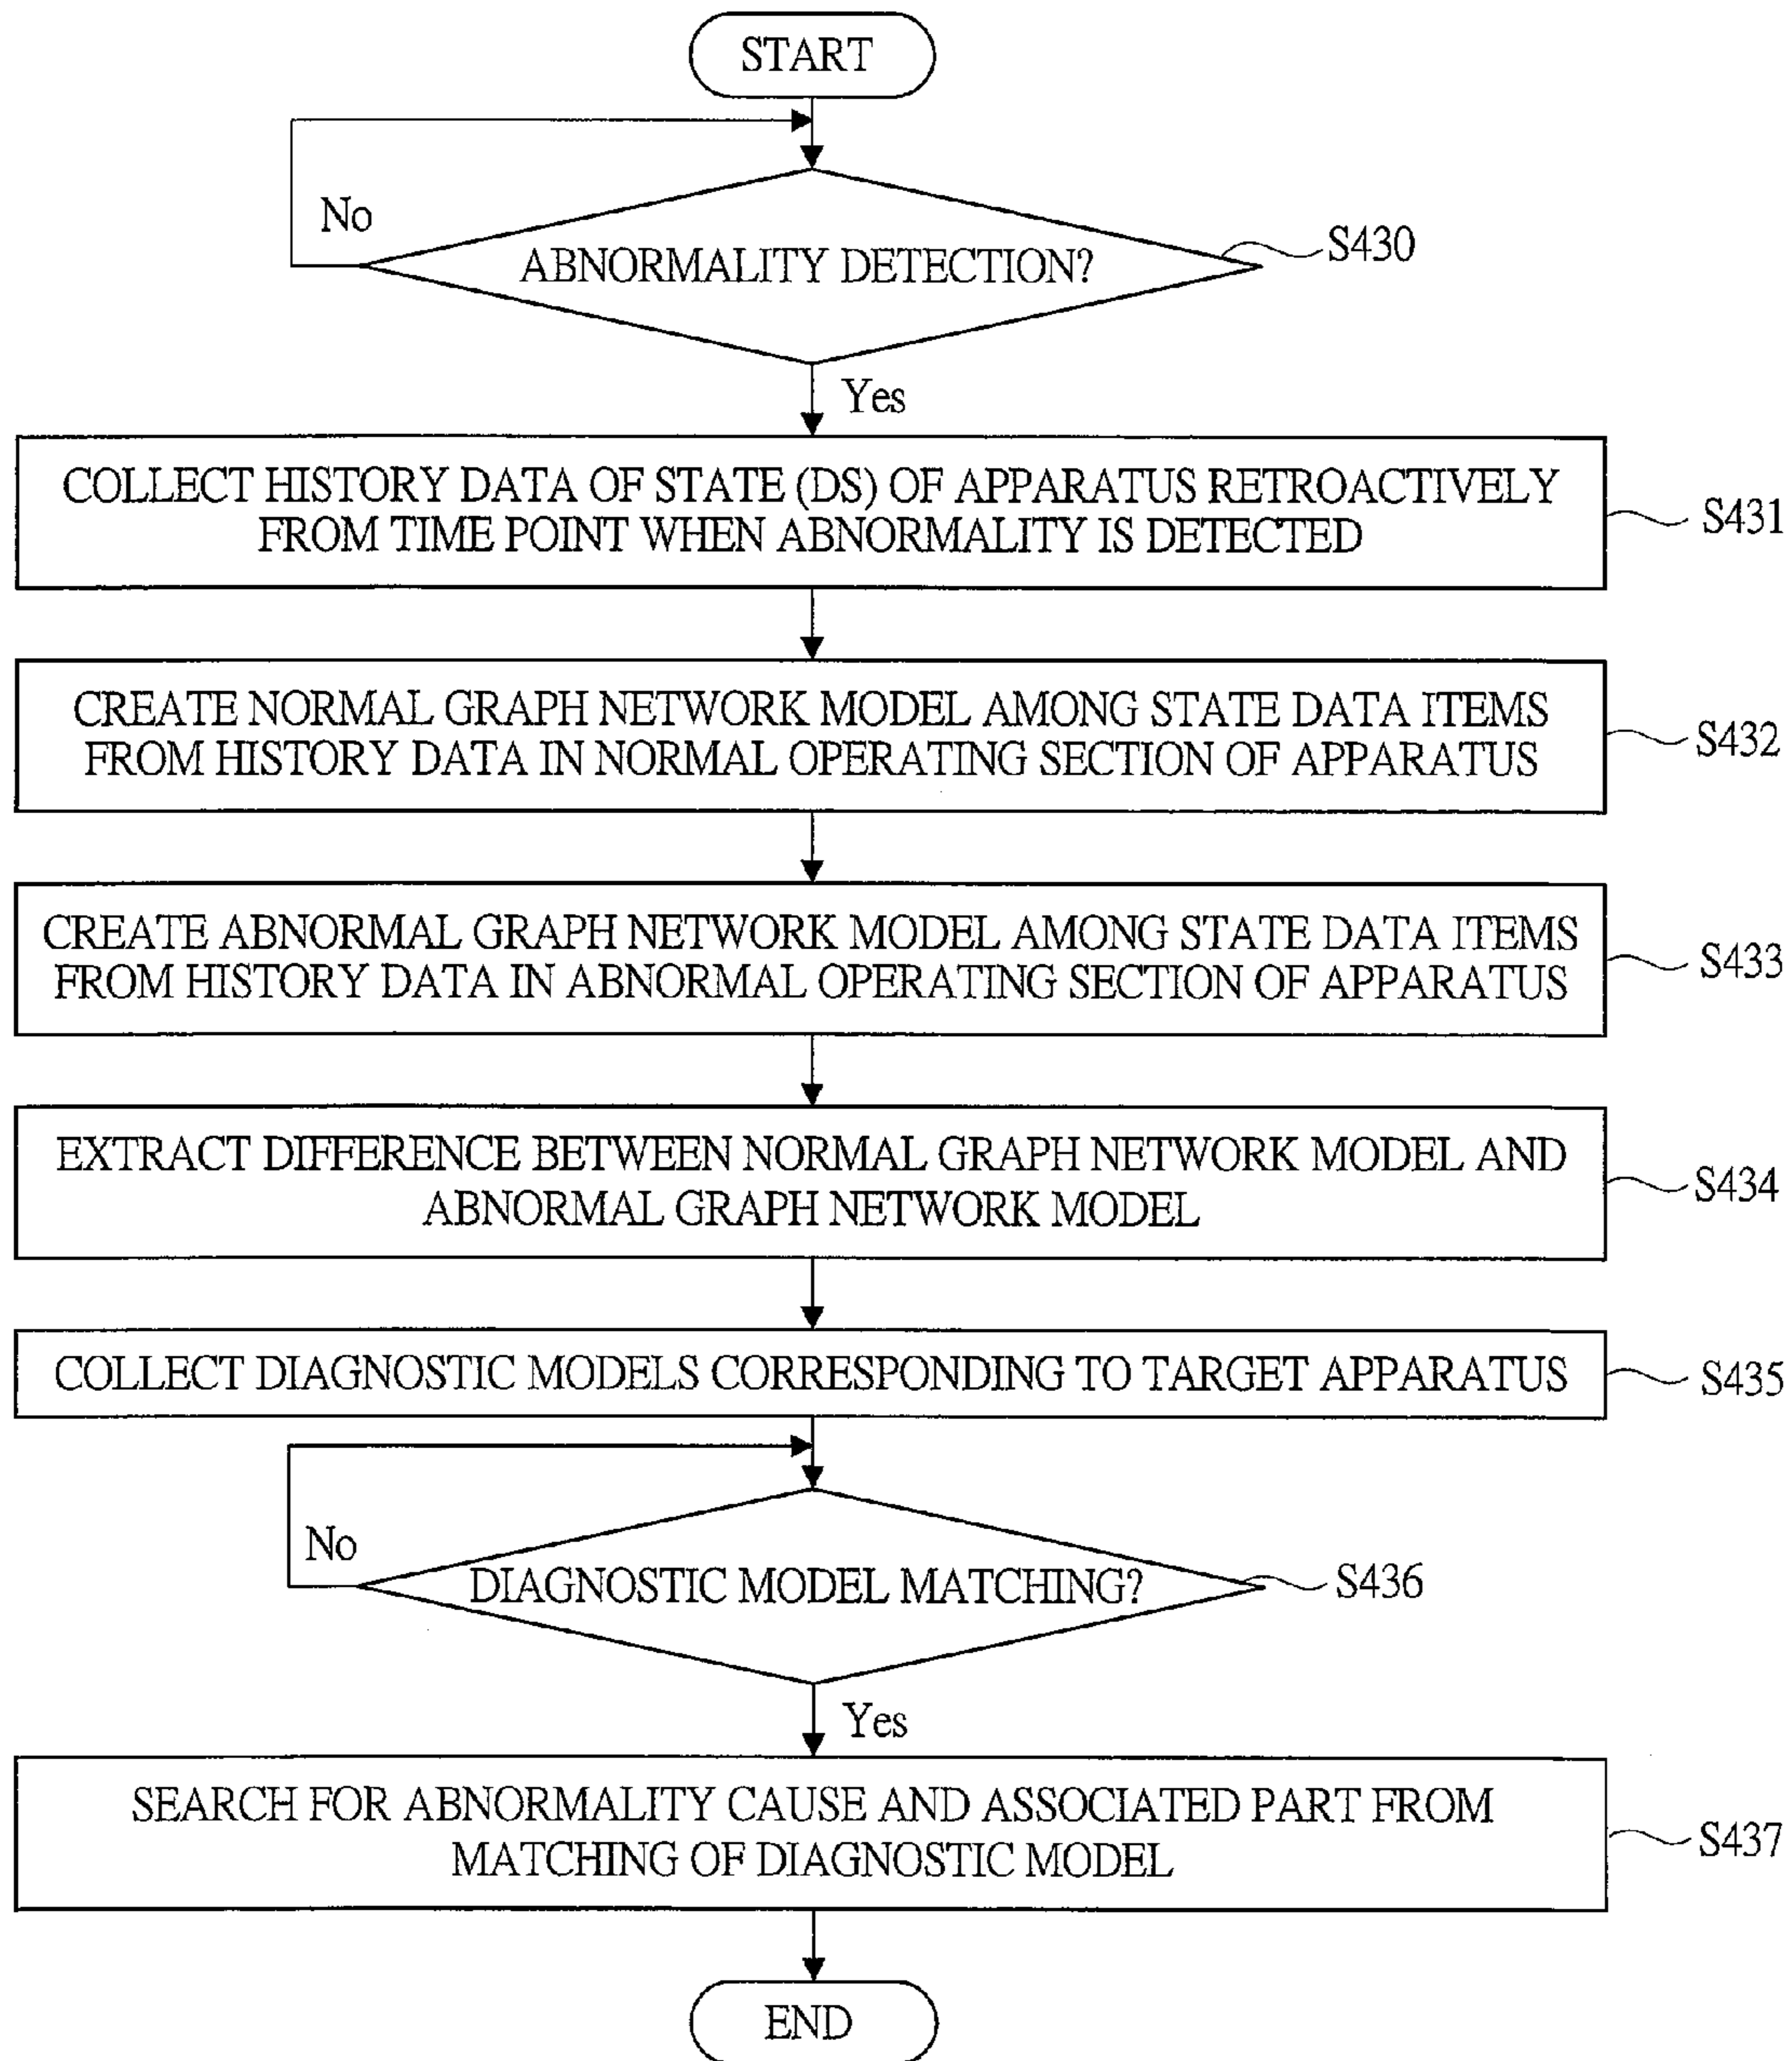 START
No
ABNORMALITY DETECTION?
S430
Yes
COLLECT HISTORY DATA OF STATE (DS) OF APPARATUS RETROACTIVELY
FROM TIME POINT WHEN ABNORMALITY IS DETECTED
S431
CREATE NORMAL GRAPH NETWORK MODEL AMONG STATE DATA ITEMS
FROM HISTORY DATA IN NORMAL OPERATING SECTION OF APPARATUS
S432
CREATE ABNORMAL GRAPH NETWORK MODEL AMONG STATE DATA ITEMS
FROM HISTORY DATA IN ABNORMAL OPERATING SECTION OF APPARATUS
S433
EXTRACT DIFFERENCE BETWEEN NORMAL GRAPH NETWORK MODEL AND
ABNORMAL GRAPH NETWORK MODEL
S434
COLLECT DIAGNOSTIC MODELS CORRESPONDING TO TARGET APPARATUS
S435
No
DIAGNOSTIC MODEL MATCHING?
S436
Yes
SEARCH FOR ABNORMALITY CAUSE AND ASSOCIATED PART FROM
MATCHING OF DIAGNOSTIC MODEL
S437
END